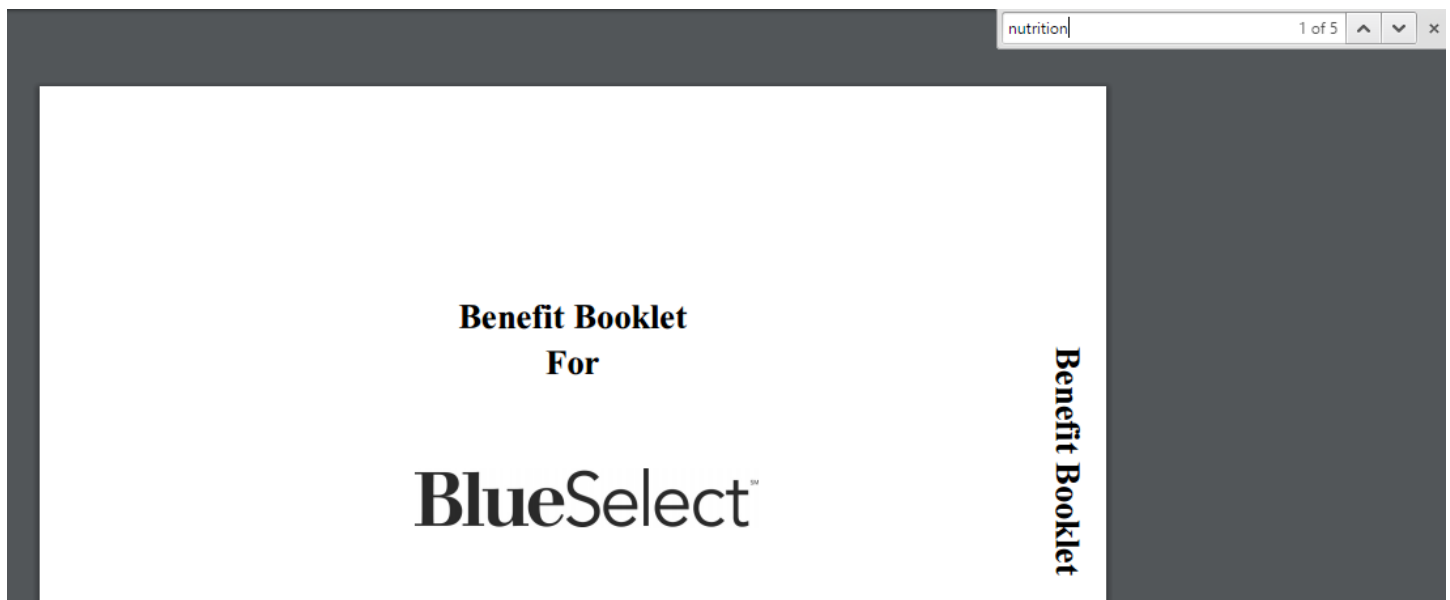 nutrition 1 of 5
Benefit Booklet
For
BlueSelect℠
Benefit Booklet